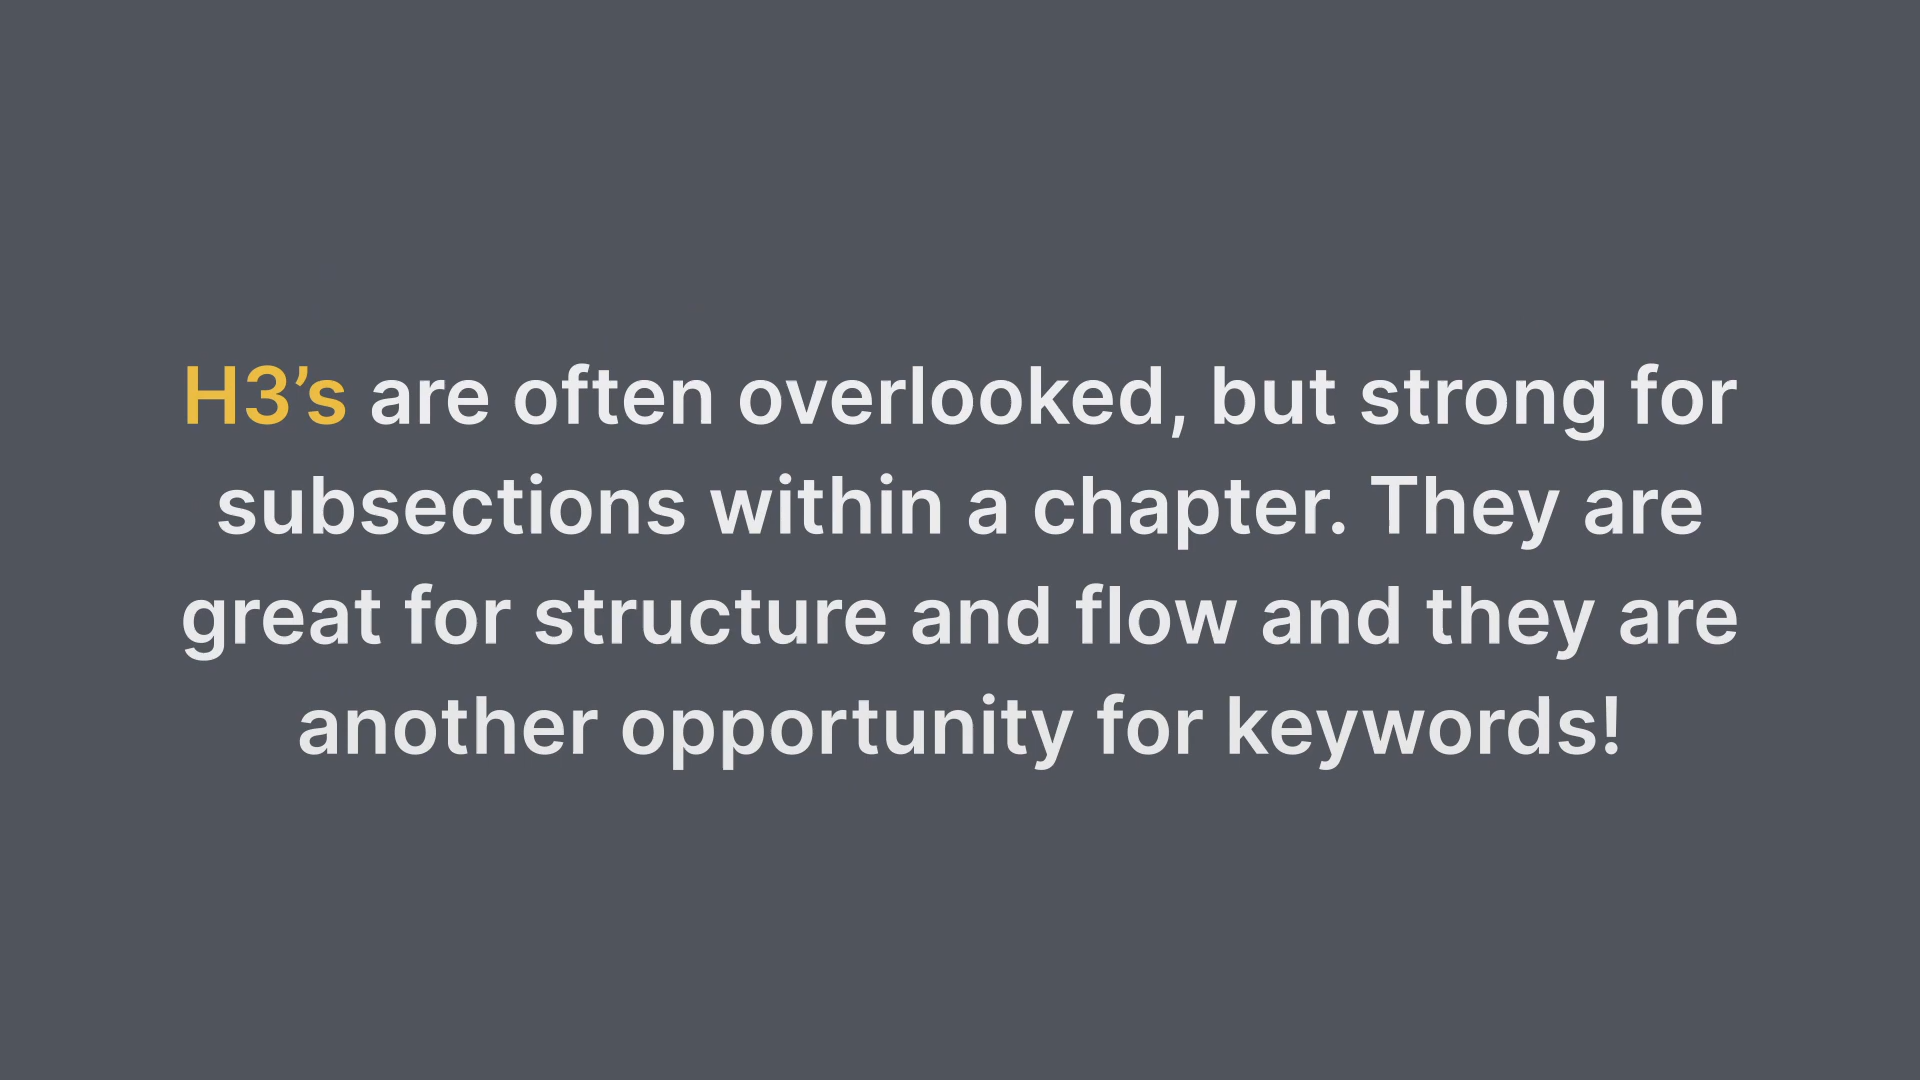 H3’s are often overlooked, but strong for
subsections within a chapter. They are
great for structure and flow and they are
another opportunity for keywords!